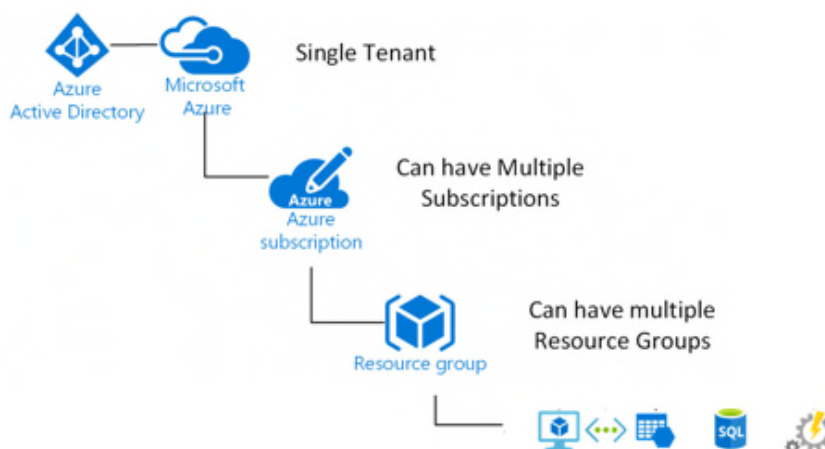 Single Tenant
Azure
Active Directory
Microsoft
Azure
Can have Multiple
Subscriptions
Azure
Azure
subscription
Can have multiple
Resource Groups
Resource group
SQL